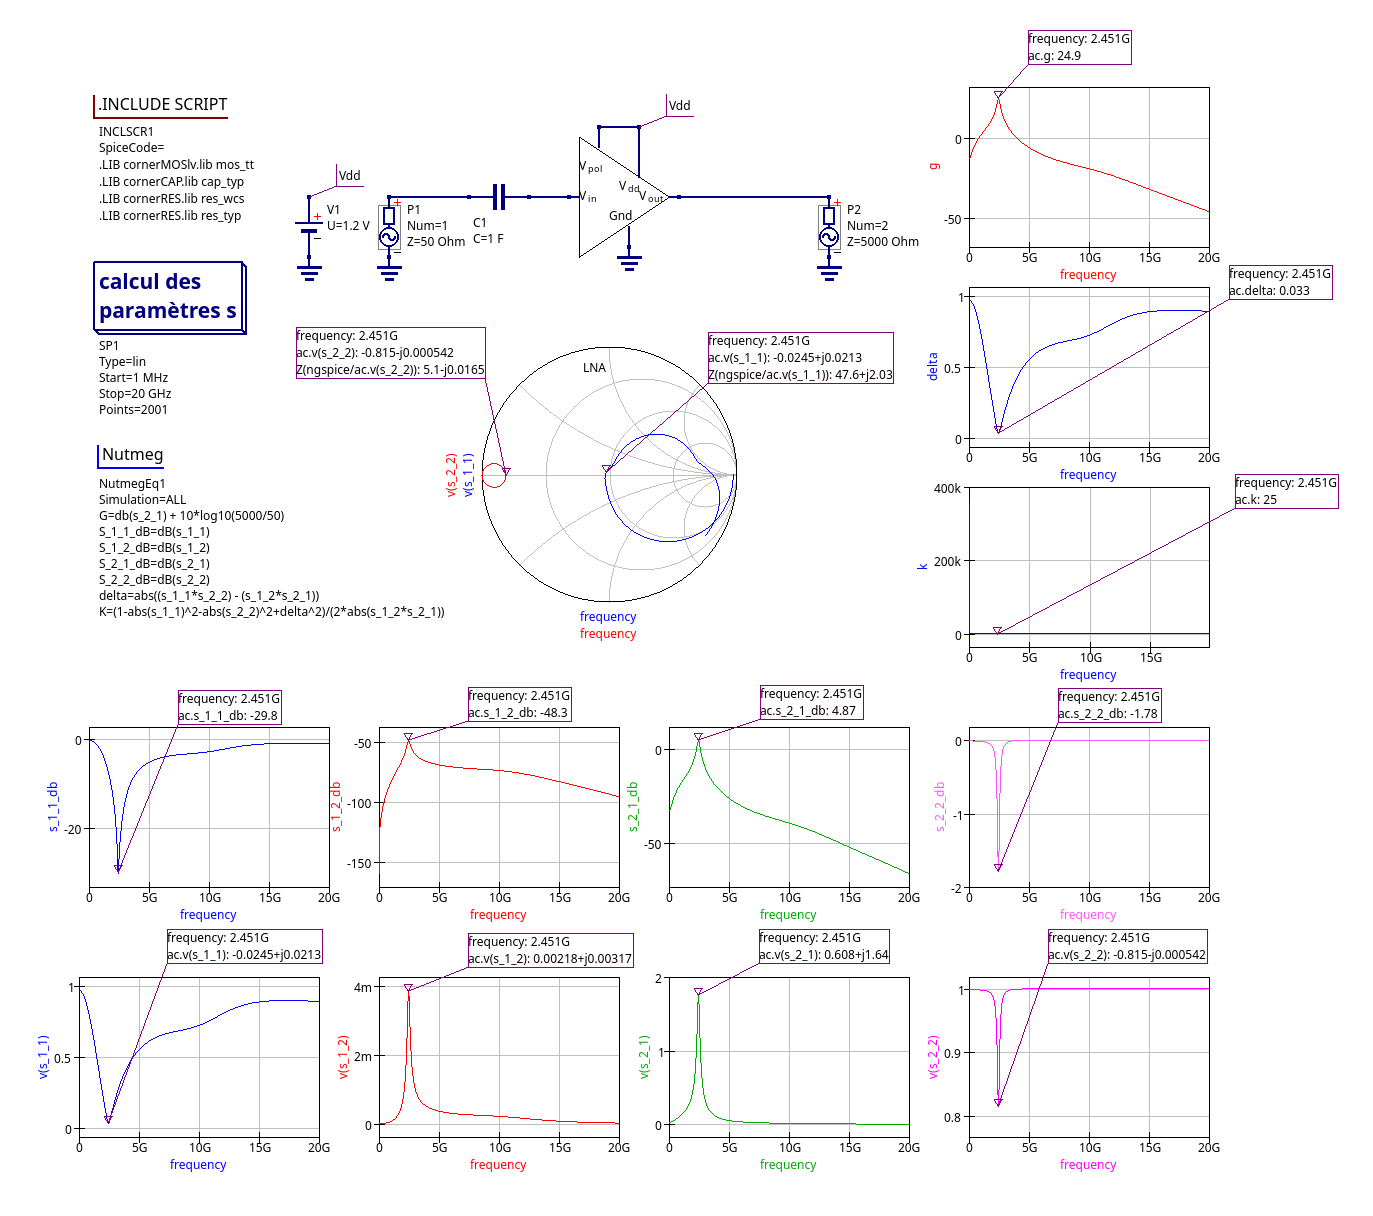 frequency: 2.451G
ac.g: 24.9
.INCLUDE SCRIPT
INCLSCR1
SpiceCode=
.LIB cornerMOSlv.lib mos_tt
.LIB cornerCAP.lib cap_typ
.LIB cornerRES.lib res_wcs
.LIB cornerRES.lib res_typ
Vdd
V1
U=1.2 V
P1
Num=1
Z=50 Ohm
C1
C=1 F
Vdd
Vpol
Vin
Vdd
Vout
Gnd
P2
Num=2
Z=5000 Ohm
g
0
-50
0
5G
10G
15G
20G
frequency
calcul des
paramètres s
SP1
Type=lin
Start=1 MHz
Stop=20 GHz
Points=2001
frequency: 2.451G
ac.delta: 0.033
delta
1
0.5
0
0
5G
10G
15G
20G
frequency
frequency: 2.451G
ac.v(s_2_2): -0.815-j0.000542
Z(ngspice/ac.v(s_2_2)): 5.1-j0.0165
frequency: 2.451G
ac.v(s_1_1): -0.0245+j0.0213
Z(ngspice/ac.v(s_1_1)): 47.6+j2.03
LNA
v(s_2_2)
v(s_1_1)
frequency
frequency
Nutmeg
NutmegEq1
Simulation=ALL
G=db(s_2_1) + 10*log10(5000/50)
S_1_1_dB=dB(s_1_1)
S_1_2_dB=dB(s_1_2)
S_2_1_dB=dB(s_2_1)
S_2_2_dB=dB(s_2_2)
delta=abs((s_1_1*s_2_2) - (s_1_2*s_2_1))
K=(1-abs(s_1_1)^2-abs(s_2_2)^2+delta^2)/(2*abs(s_1_2*s_2_1))
frequency: 2.451G
ac.k: 25
k
400k
200k
0
0
5G
10G
15G
frequency
frequency: 2.451G
ac.s_1_1_db: -29.8
s_1_1_db
0
-20
0
5G
10G
15G
20G
frequency
frequency: 2.451G
ac.s_1_2_db: -48.3
s_1_2_db
-50
-100
-150
0
5G
10G
15G
20G
frequency
frequency: 2.451G
ac.s_2_1_db: 4.87
s_2_1_db
0
-50
0
5G
10G
15G
20G
frequency
frequency: 2.451G
ac.s_2_2_db: -1.78
s_2_2_db
0
-1
-2
0
5G
10G
15G
20G
frequency
frequency: 2.451G
ac.v(s_1_1): -0.0245+j0.0213
v(s_1_1)
1
0.5
0
0
5G
10G
15G
20G
frequency
frequency: 2.451G
ac.v(s_1_2): 0.00218+j0.00317
v(s_1_2)
4m
2m
0
0
5G
10G
15G
20G
frequency
frequency: 2.451G
ac.v(s_2_1): 0.608+j1.64
v(s_2_1)
2
1
0
0
5G
10G
15G
20G
frequency
frequency: 2.451G
ac.v(s_2_2): -0.815-j0.000542
v(s_2_2)
1
0.9
0.8
0
5G
10G
15G
20G
frequency